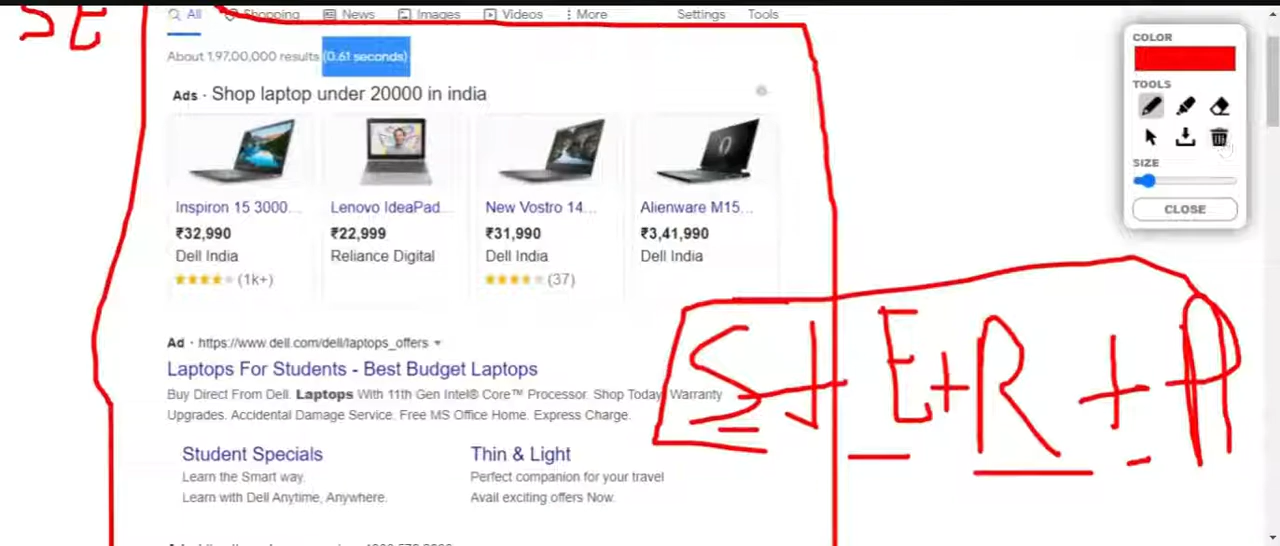 SE
All Shopping News Images Videos More Settings Tools
About 1,97,00,000 results (0.61 seconds)
Ads · Shop laptop under 20000 in india
Inspiron 15 3000... Lenovo IdeaPad... New Vostro 14... Alienware M15...
₹32,990 ₹22,999 ₹31,990 ₹3,41,990
Dell India Reliance Digital Dell India Dell India
(1k+) (37)
Ad · https://www.dell.com/dell/laptops_offers
Laptops For Students - Best Budget Laptops
Buy Direct From Dell. Laptops With 11th Gen Intel® Core™ Processor. Shop Today. Warranty
Upgrades. Accidental Damage Service. Free MS Office Home. Express Charge.
Student Specials Thin & Light
Learn the Smart way. Perfect companion for your travel
Learn with Dell Anytime, Anywhere. Avail exciting offers Now.
S+E+R+P
COLOR
TOOLS
SIZE
CLOSE